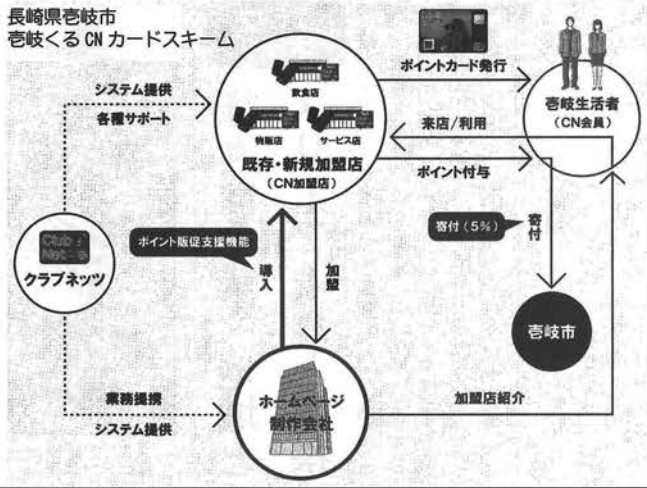 長崎県壱岐市
壱岐くる CN カードスキーム
ポイントカード発行
飲食店
物販店
サービス店
既存・新規加盟店
(CN加盟店)
壱岐生活者
(CN会員)
システム提供
各種サポート
来店/利用
ポイント付与
ポイント販促支援機能
導入
加盟
寄付(5%)
寄付
Club
Net
クラブネッツ
壱岐市
ホームページ
制作会社
業務提携
システム提供
加盟店紹介